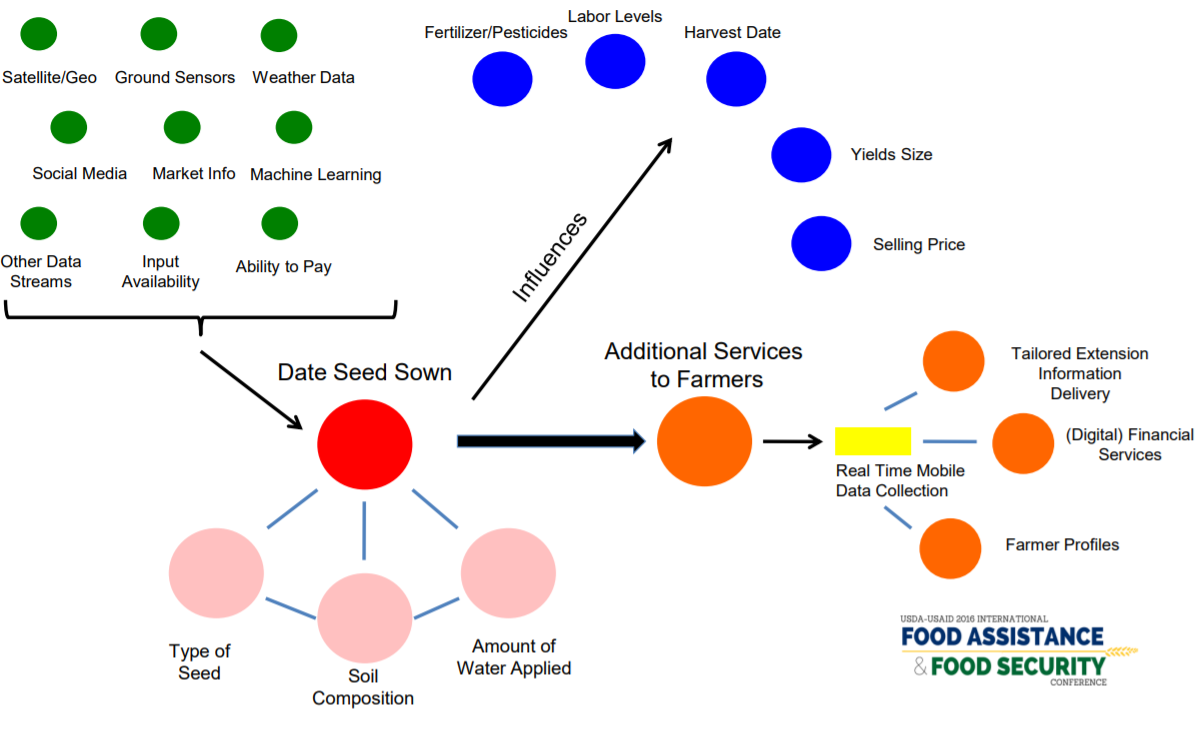 Labor Levels
Fertilizer/Pesticides
Harvest Date
Satellite/Geo
Ground Sensors
Weather Data
Social Media
Market Info
Machine Learning
Yields Size
Selling Price
Other Data
Streams
Input
Availability
Ability to Pay
Influences
Date Seed Sown
Additional Services
to Farmers
Tailored Extension
Information
Delivery
(Digital) Financial
Services
Real Time Mobile
Data Collection
Farmer Profiles
Type of
Seed
Soil
Composition
Amount of
Water Applied
USDA-USAID 2016 INTERNATIONAL
FOOD ASSISTANCE
& FOOD SECURITY
CONFERENCE